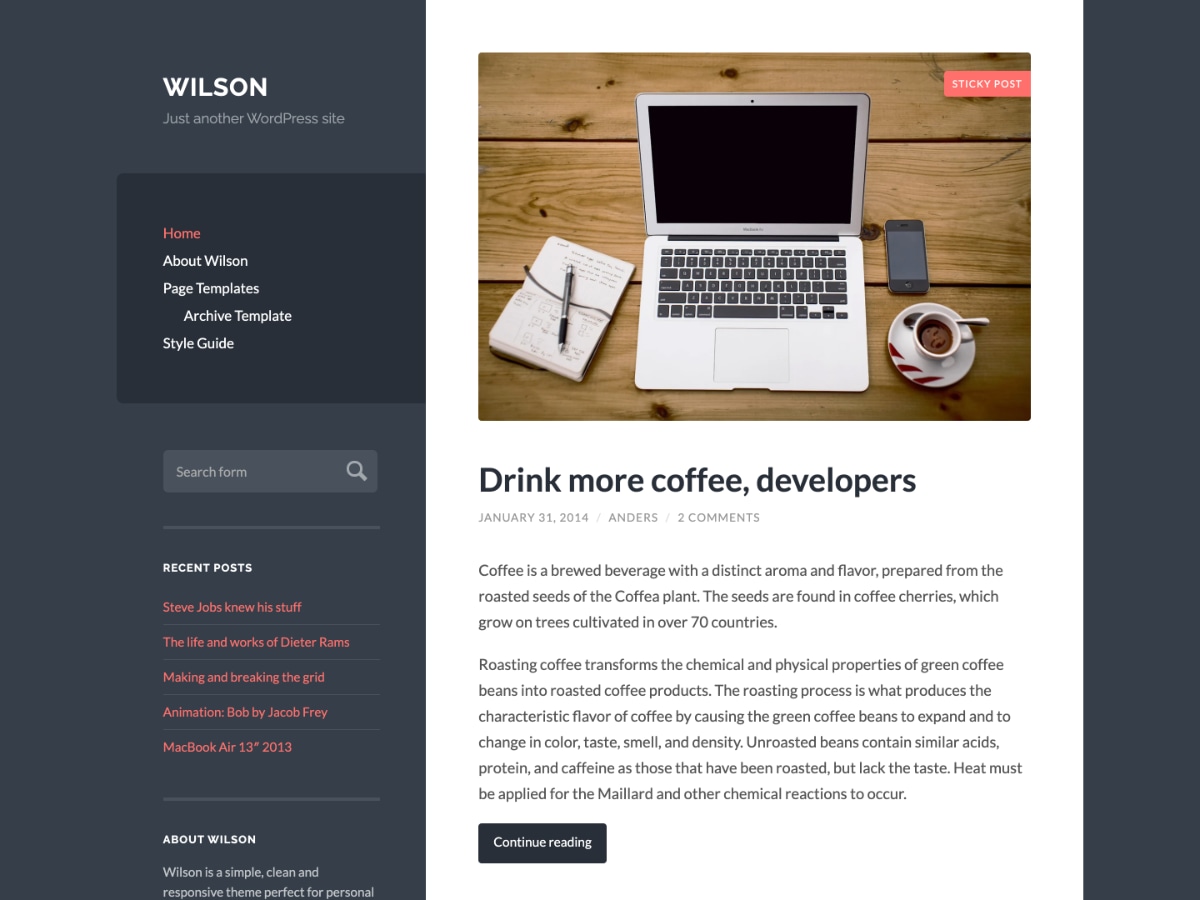 WILSON
Just another WordPress site
Home
About Wilson
Page Templates
Archive Template
Style Guide
Search form
RECENT POSTS
Steve Jobs knew his stuff
The life and works of Dieter Rams
Making and breaking the grid
Animation: Bob by Jacob Frey
MacBook Air 13″ 2013
ABOUT WILSON
Wilson is a simple, clean and
responsive theme perfect for personal
STICKY POST
Drink more coffee, developers
JANUARY 31, 2014 / ANDERS / 2 COMMENTS
Coffee is a brewed beverage with a distinct aroma and flavor, prepared from the
roasted seeds of the Coffea plant. The seeds are found in coffee cherries, which
grow on trees cultivated in over 70 countries.
Roasting coffee transforms the chemical and physical properties of green coffee
beans into roasted coffee products. The roasting process is what produces the
characteristic flavor of coffee by causing the green coffee beans to expand and to
change in color, taste, smell, and density. Unroasted beans contain similar acids,
protein, and caffeine as those that have been roasted, but lack the taste. Heat must
be applied for the Maillard and other chemical reactions to occur.
Continue reading